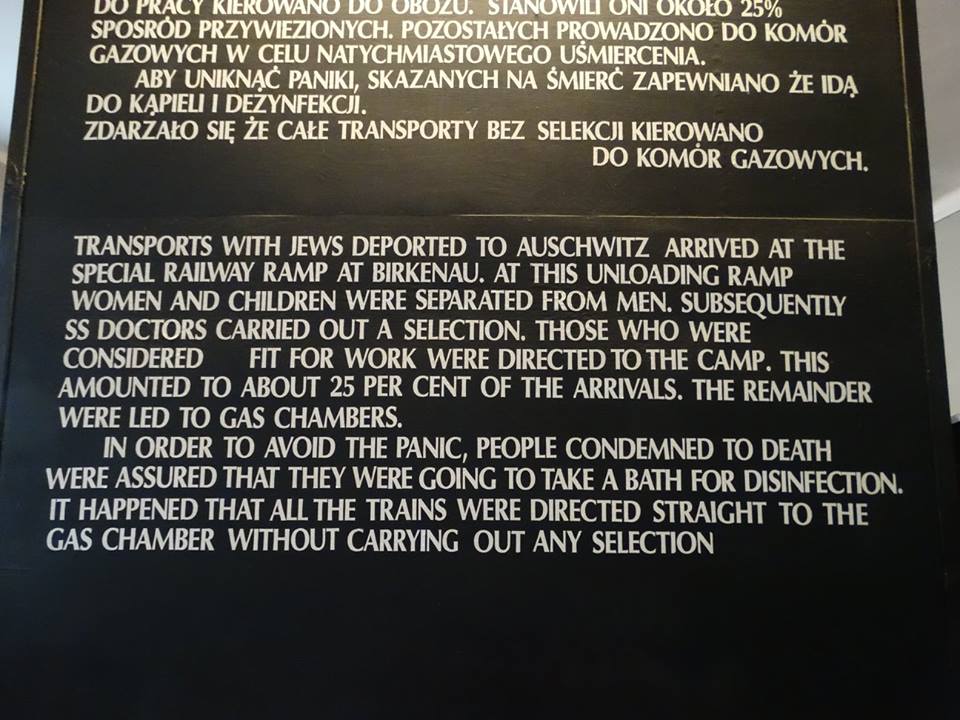 DO PRACY KIEROWANO DO OBOZU. STANOWILI ONI OKOŁO 25%
SPOSRÓD PRZYWIEZIONYCH. POZOSTAŁYCH PROWADZONO DO KOMÓR
GAZOWYCH W CELU NATYCHMIASTOWEGO UŚMIERCENIA.
ABY UNIKNĄĆ PANIKI, SKAZANYCH NA ŚMIERĆ ZAPEWNIANO ŻE IDĄ
DO KĄPIELI I DEZYNFEKCJI.
ZDARZAŁO SIĘ ŻE CAŁE TRANSPORTY BEZ SELEKCJI KIEROWANO
DO KOMÓR GAZOWYCH.
TRANSPORTS WITH JEWS DEPORTED TO AUSCHWITZ ARRIVED AT THE
SPECIAL RAILWAY RAMP AT BIRKENAU. AT THIS UNLOADING RAMP
WOMEN AND CHILDREN WERE SEPARATED FROM MEN. SUBSEQUENTLY
SS DOCTORS CARRIED OUT A SELECTION. THOSE WHO WERE
CONSIDERED FIT FOR WORK WERE DIRECTED TO THE CAMP. THIS
AMOUNTED TO ABOUT 25 PER CENT OF THE ARRIVALS. THE REMAINDER
WERE LED TO GAS CHAMBERS.
IN ORDER TO AVOID THE PANIC, PEOPLE CONDEMNED TO DEATH
WERE ASSURED THAT THEY WERE GOING TO TAKE A BATH FOR DISINFECTION.
IT HAPPENED THAT ALL THE TRAINS WERE DIRECTED STRAIGHT TO THE
GAS CHAMBER WITHOUT CARRYING OUT ANY SELECTION